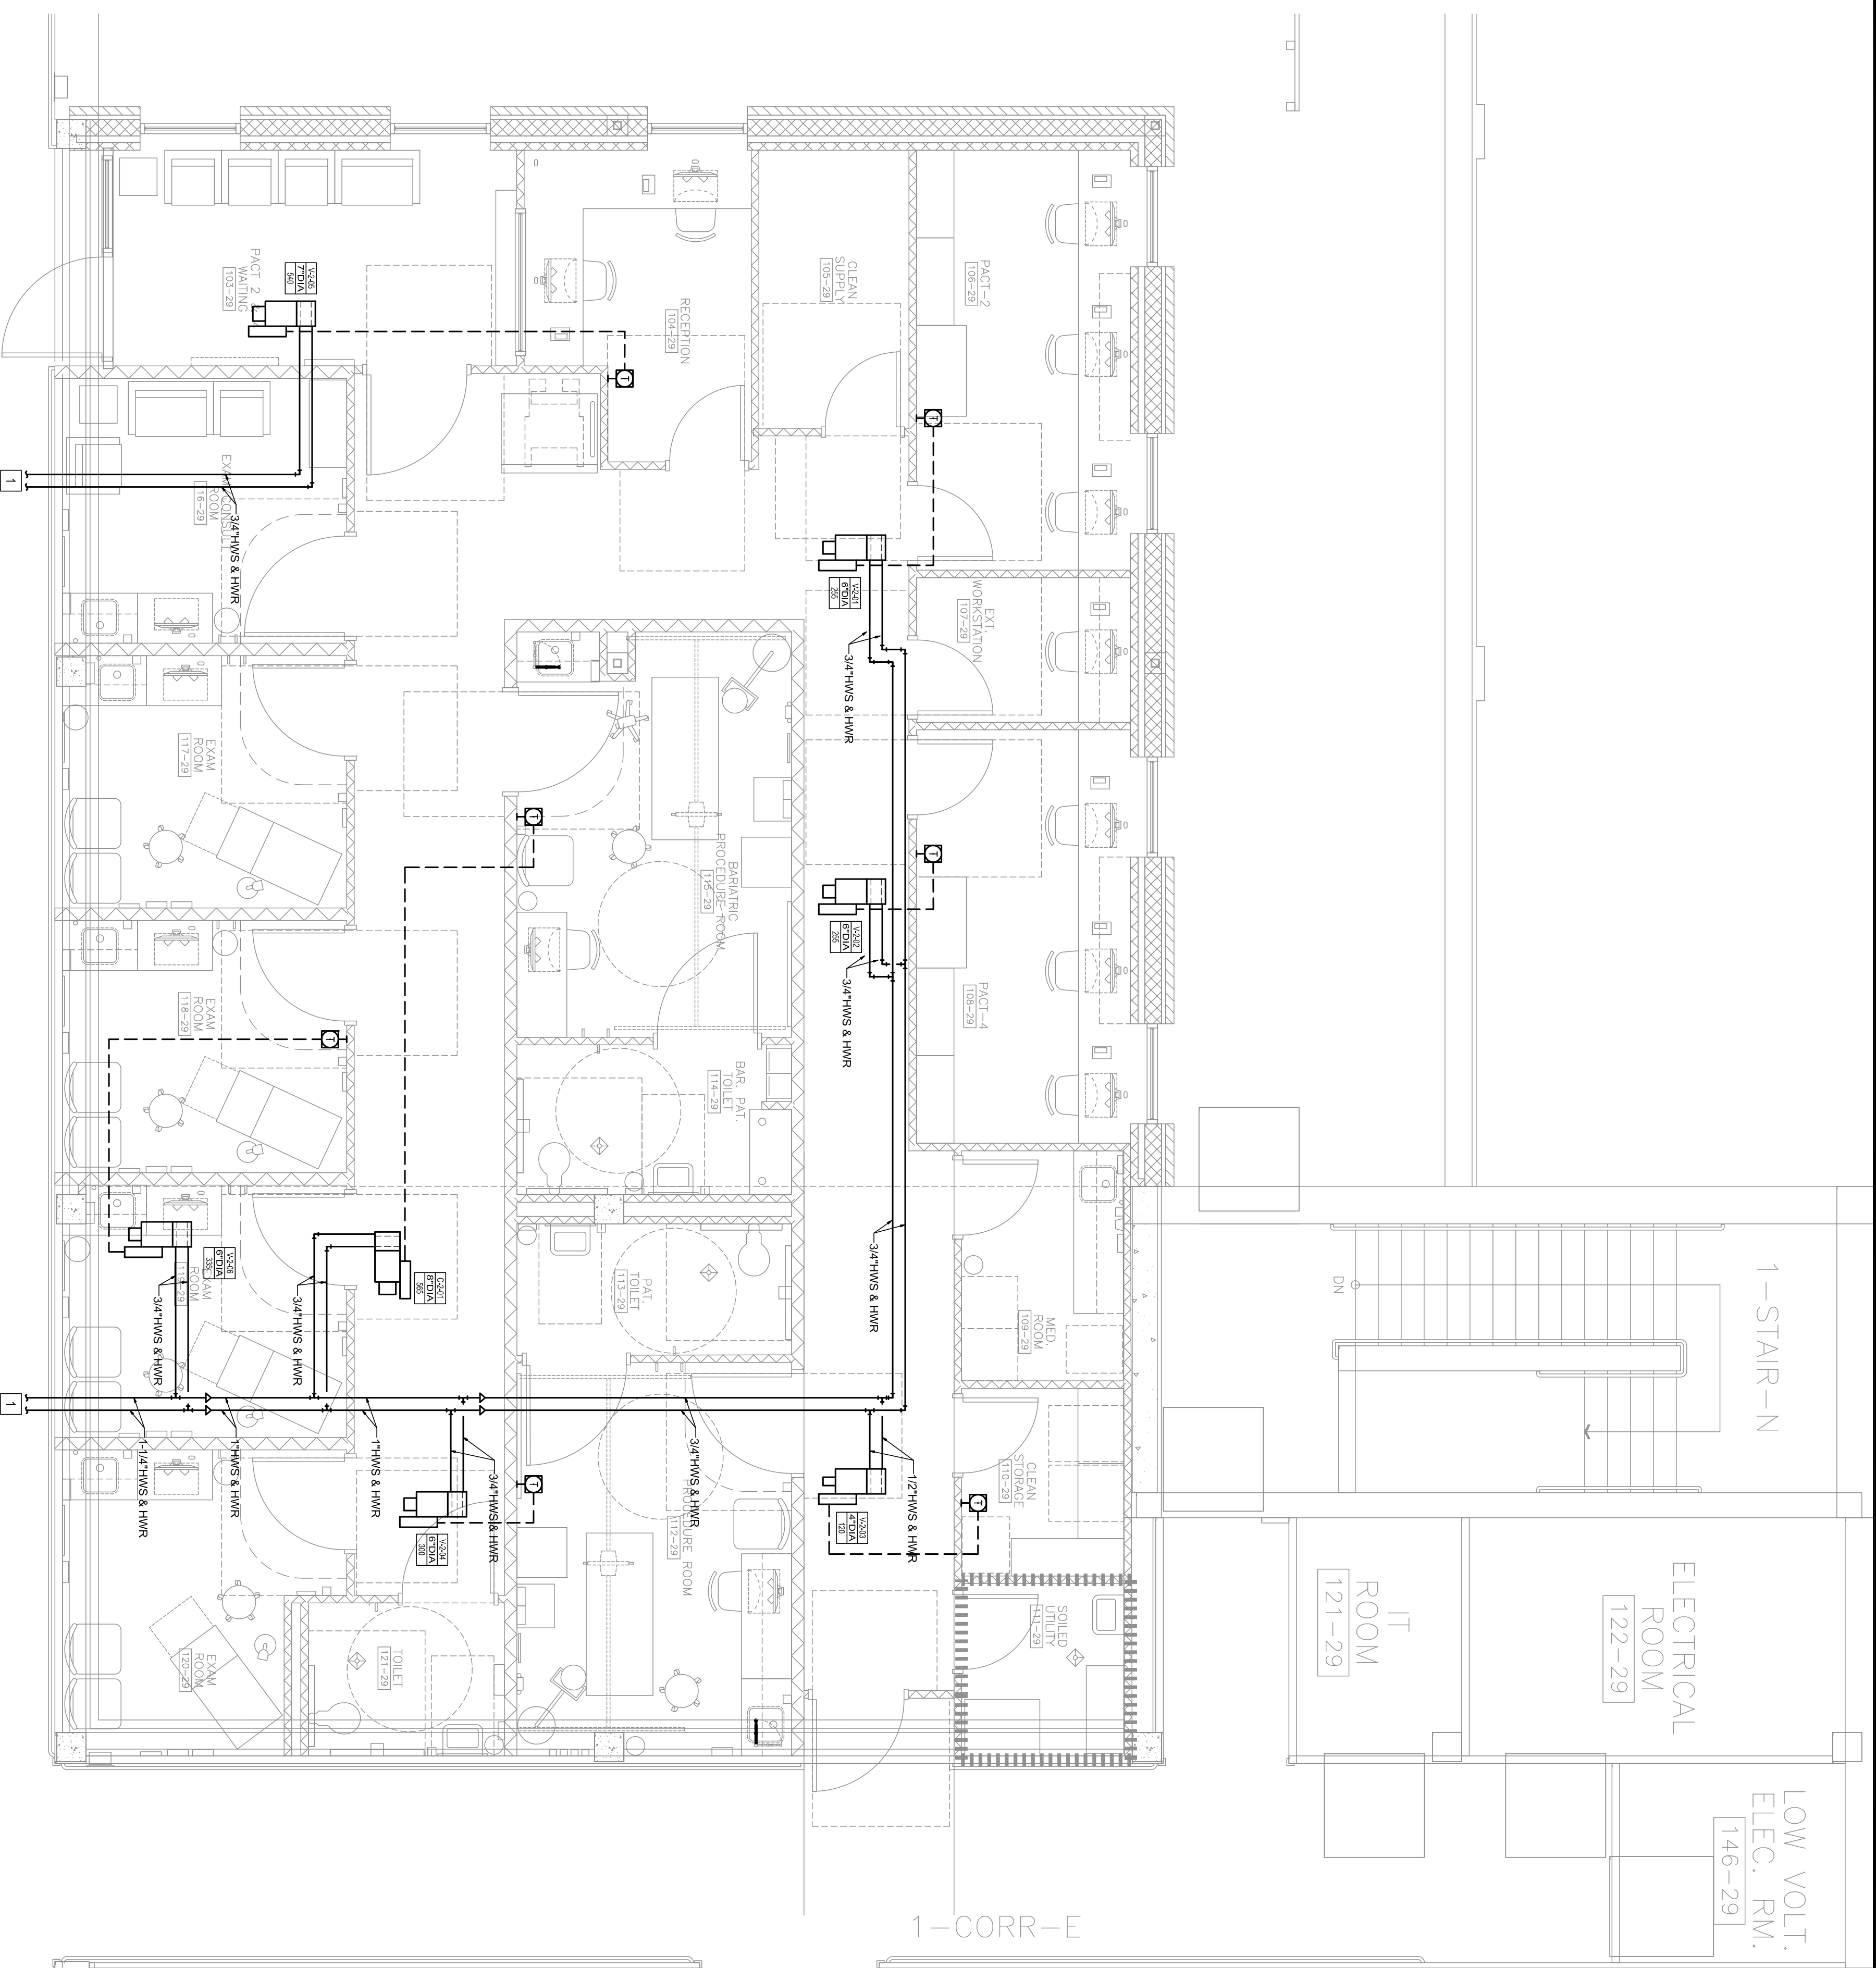 1-STAIR-N
DN
ELECTRICAL
ROOM
122-29
IT
ROOM
121-29
LOW VOLT.
ELEC. RM.
146-29
1-CORR-E
PACT-2
106-29
EXT.
WORKSTATION
107-29
PACT-4
108-29
MED.
ROOM
109-29
CLEAN
STORAGE
110-29
SOILED
UTILITY
111-29
CLEAN
SUPPLY
105-29
T
T
T
V-2-01
6"DIA
255
3/4"HWS & HWR
V-2-02
6"DIA
255
3/4"HWS & HWR
3/4"HWS & HWR
1/2"HWS & HWR
V-2-03
4"DIA
120
RECEPTION
104-29
T
BARIATRIC
PROCEDURE ROOM
115-29
BAR. PAT.
TOILET
114-29
PAT.
TOILET
113-29
3/4"HWS & HWR
PROCEDURE ROOM
112-29
T
T
3/4"HWS & HWR
V-2-04
6"DIA
300
C-2-01
8"DIA
565
1"HWS & HWR
TOILET
121-29
V-2-05
7"DIA
540
PACT 2
WAITING
103-29
EXAM
ROOM
16-29
3/4"HWS & HWR
EXAM
ROOM
117-29
EXAM
ROOM
118-29
T
V-2-06
6"DIA
335
EXAM
ROOM
3/4"HWS & HWR
3/4"HWS & HWR
1"HWS & HWR
1-1/4"HWS & HWR
EXAM
ROOM
120-29
1
1